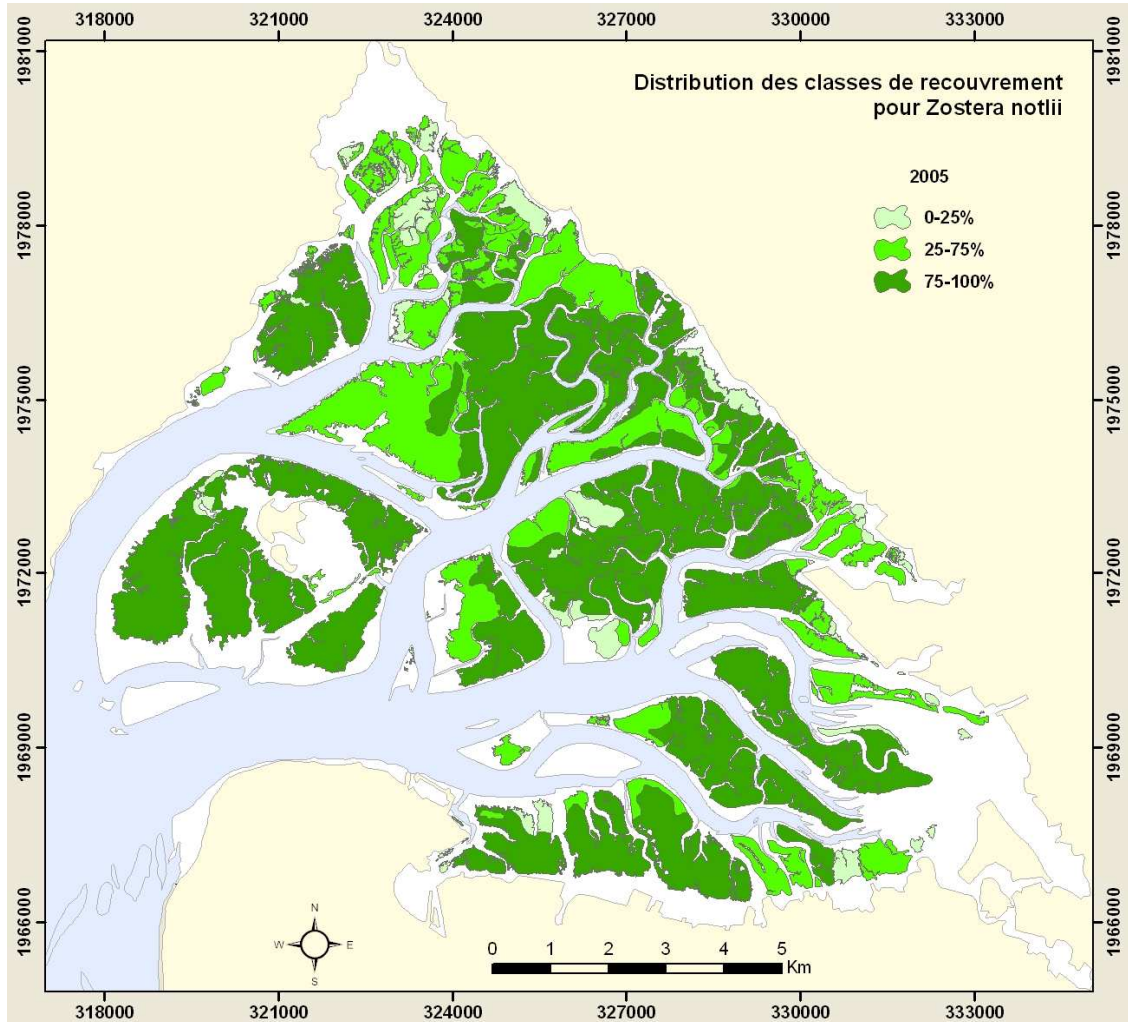 318000 321000 324000 327000 330000 333000
1981000 1981000
Distribution des classes de recouvrement
pour Zostera notlii
2005
0-25%
25-75%
75-100%
1978000 1978000
1975000 1975000
1972000 1972000
1969000 1969000
1966000 1966000
N
W E
S
0 1 2 3 4 5
Km
318000 321000 324000 327000 330000 333000